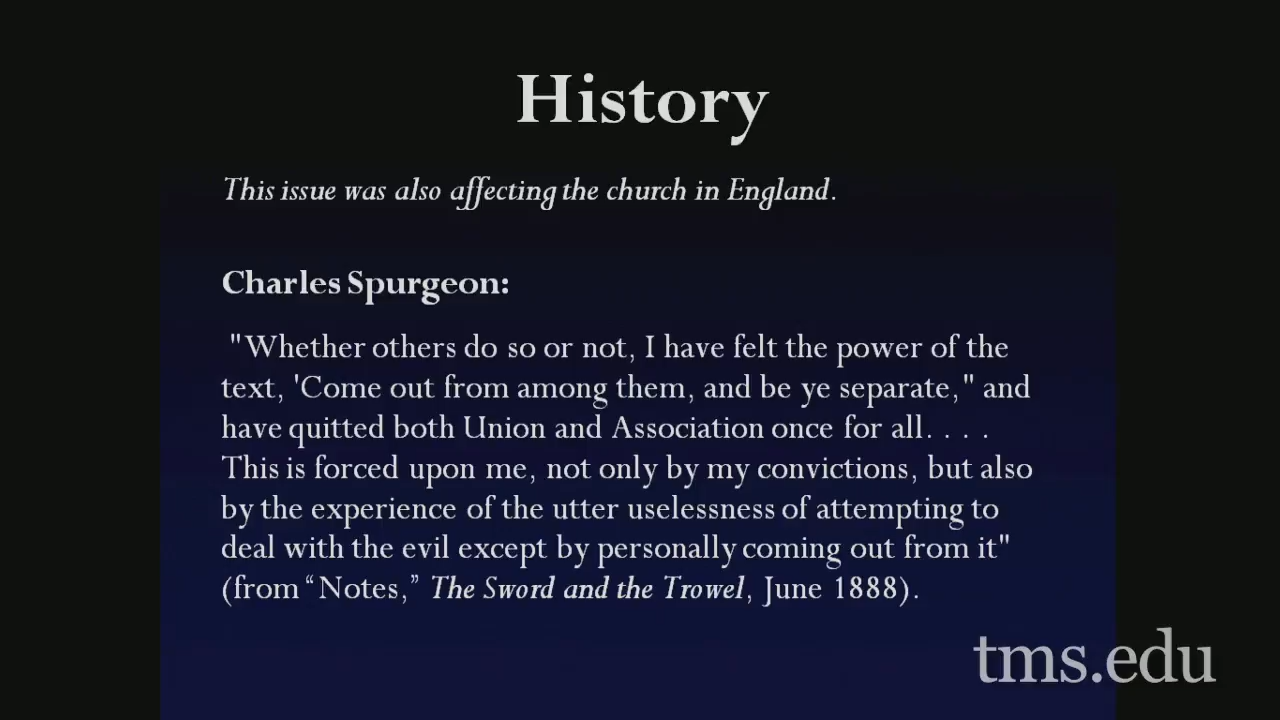 History
This issue was also affecting the church in England.
Charles Spurgeon:
"Whether others do so or not, I have felt the power of the
text, 'Come out from among them, and be ye separate," and
have quitted both Union and Association once for all. . . .
This is forced upon me, not only by my convictions, but also
by the experience of the utter uselessness of attempting to
deal with the evil except by personally coming out from it"
(from “Notes,” The Sword and the Trowel, June 1888).
tms.edu